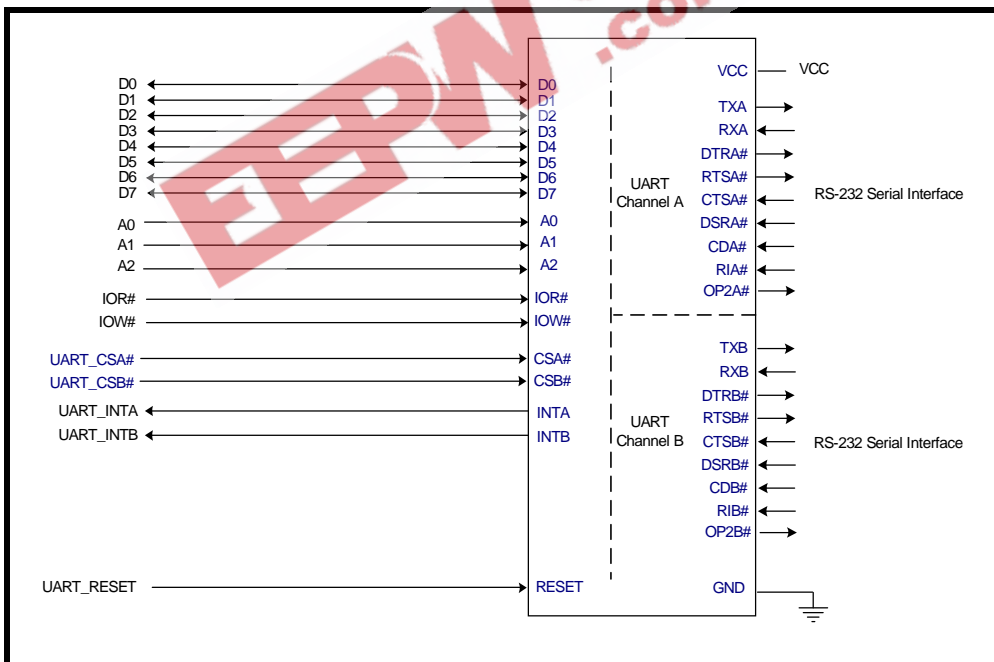 EEPW .com
D0 D0
D1 D1
D2 D2
D3 D3
D4 D4
D5 D5
D6 D6
D7 D7
A0 A0
A1 A1
A2 A2
IOR# IOR#
IOW# IOW#
UART_CSA# CSA#
UART_CSB# CSB#
UART_INTA INTA
UART_INTB INTB
UART_RESET RESET
UART
Channel A
UART
Channel B
VCC VCC
TXA
RXA
DTRA#
RTSA#
CTSA# RS-232 Serial Interface
DSRA#
CDA#
RIA#
OP2A#
TXB
RXB
DTRB#
RTSB#
CTSB# RS-232 Serial Interface
DSRB#
CDB#
RIB#
OP2B#
GND